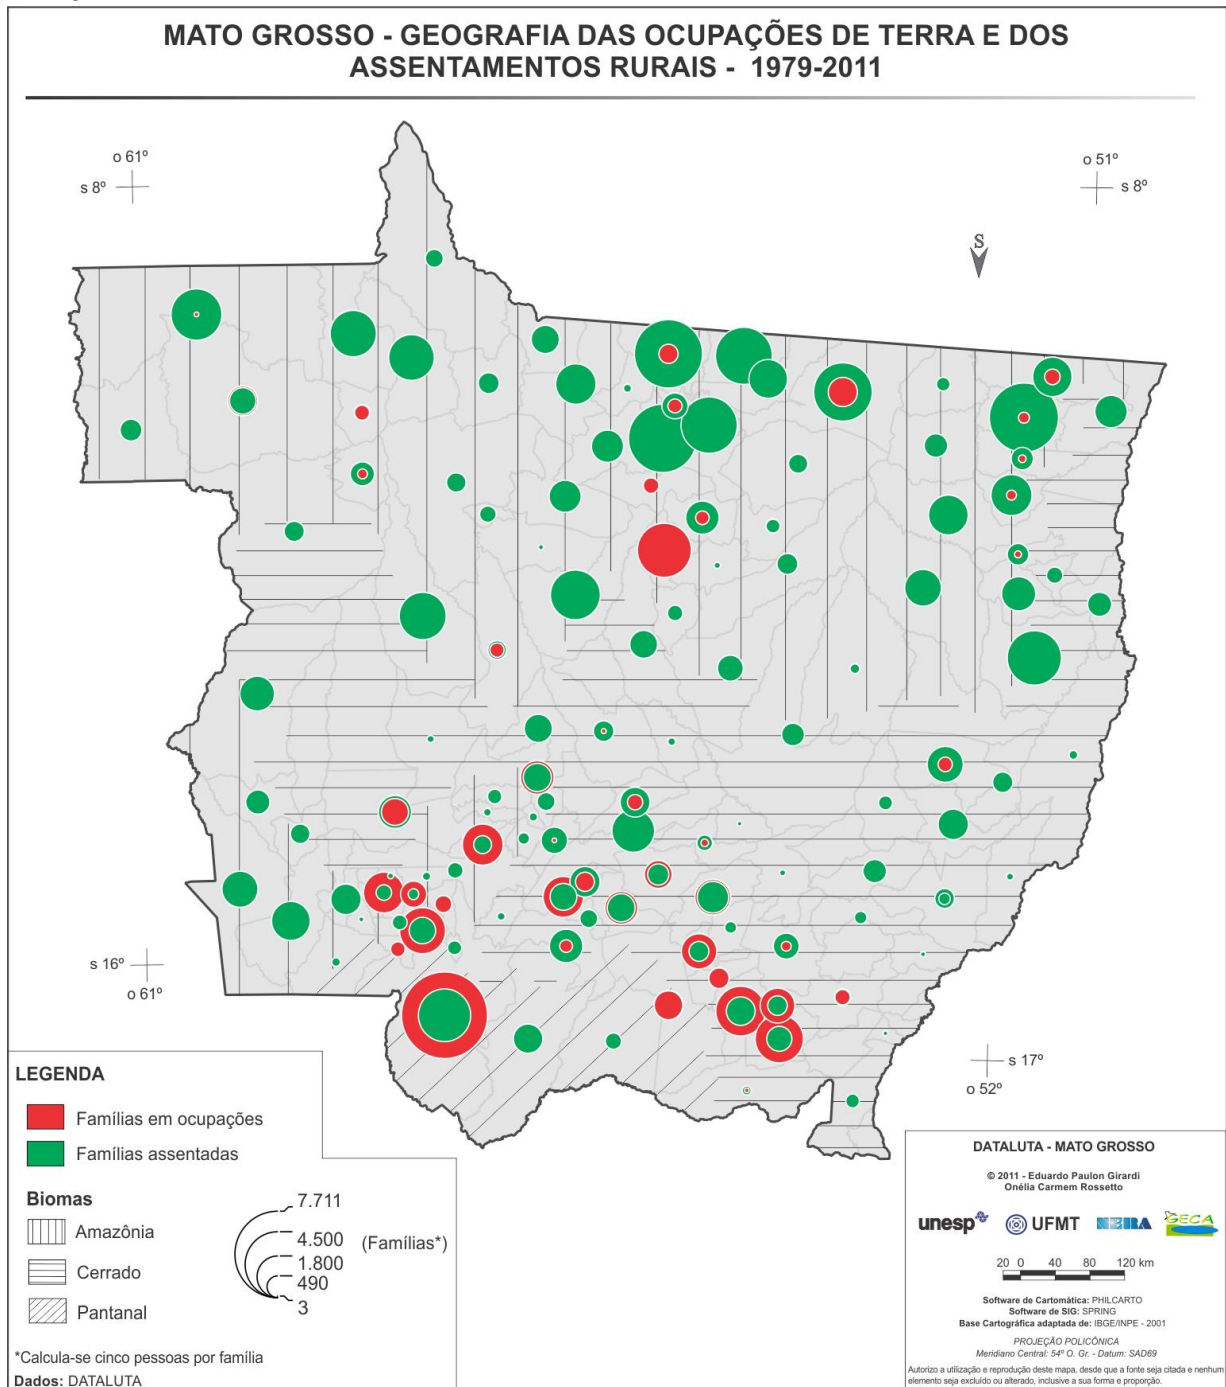 MATO GROSSO - GEOGRAFIA DAS OCUPAÇÕES DE TERRA E DOS
ASSENTAMENTOS RURAIS - 1979-2011
o 61º
s 8º
o 51º
s 8º
S
s 16º
o 61º
s 17º
o 52º
LEGENDA
Famílias em ocupações
Famílias assentadas
Biomas
Amazônia
Cerrado
Pantanal
7.711
4.500
(Famílias*)
1.800
490
3
*Calcula-se cinco pessoas por família
Dados: DATALUTA
DATALUTA - MATO GROSSO
© 2011 - Eduardo Paulon Girardi
Onélia Carmem Rossetto
unesp
UFMT
NERA
GECA
20 0 40 80 120 km
Software de Cartomática: PHILCARTO
Software de SIG: SPRING
Base Cartográfica adaptada de: IBGE/INPE - 2001
PROJEÇÃO POLICÔNICA
Meridiano Central: 54º O. Gr. - Datum: SAD69
Autorizo a utilização e reprodução deste mapa, desde que a fonte seja citada e nenhum
elemento seja excluído ou alterado, inclusive a sua forma e proporção.